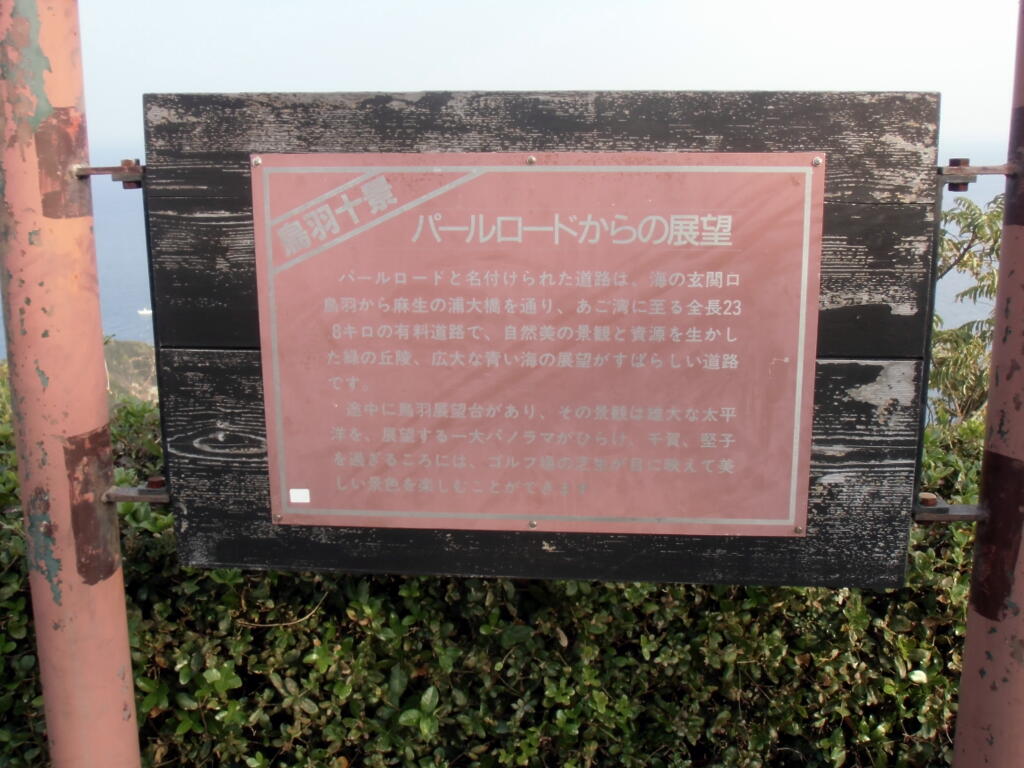 鳥羽十景
パールロードからの展望
パールロードと名付けられた道路は、海の玄関口
鳥羽から麻生の浦大橋を通り、あご湾に至る全長23
8キロの有料道路で、自然美の景観と資源を生かし
た緑の丘陵、広大な青い海の展望がすばらしい道路
です。
途中に鳥羽展望台があり、その景観は雄大な太平
洋を、展望する一大パノラマがひらけ、千賀、堅子
を過ぎるころには、ゴルフ場の芝生が目に映えて美
しい景色を楽しむことができます